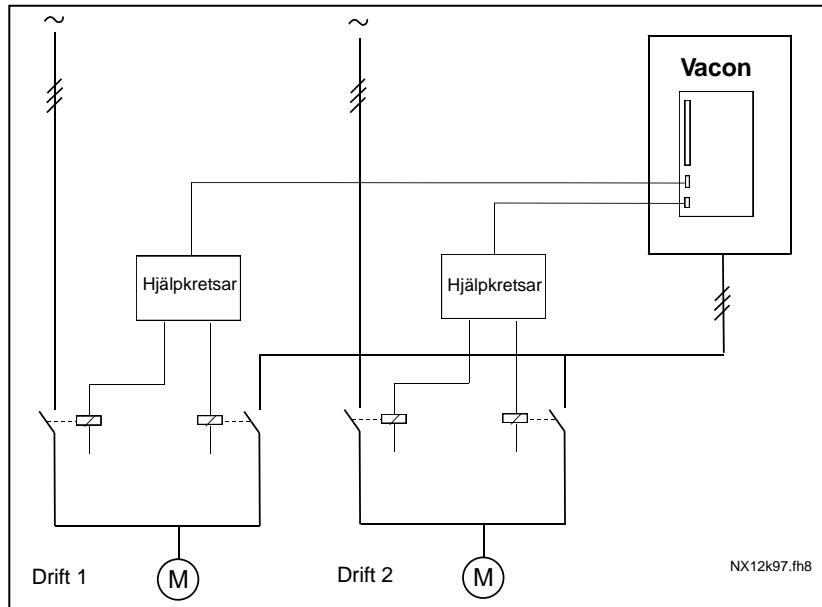 ~
~
Vacon
Hjälpkretsar
Hjälpkretsar
Drift 1
M
Drift 2
M
NX12k97.fh8